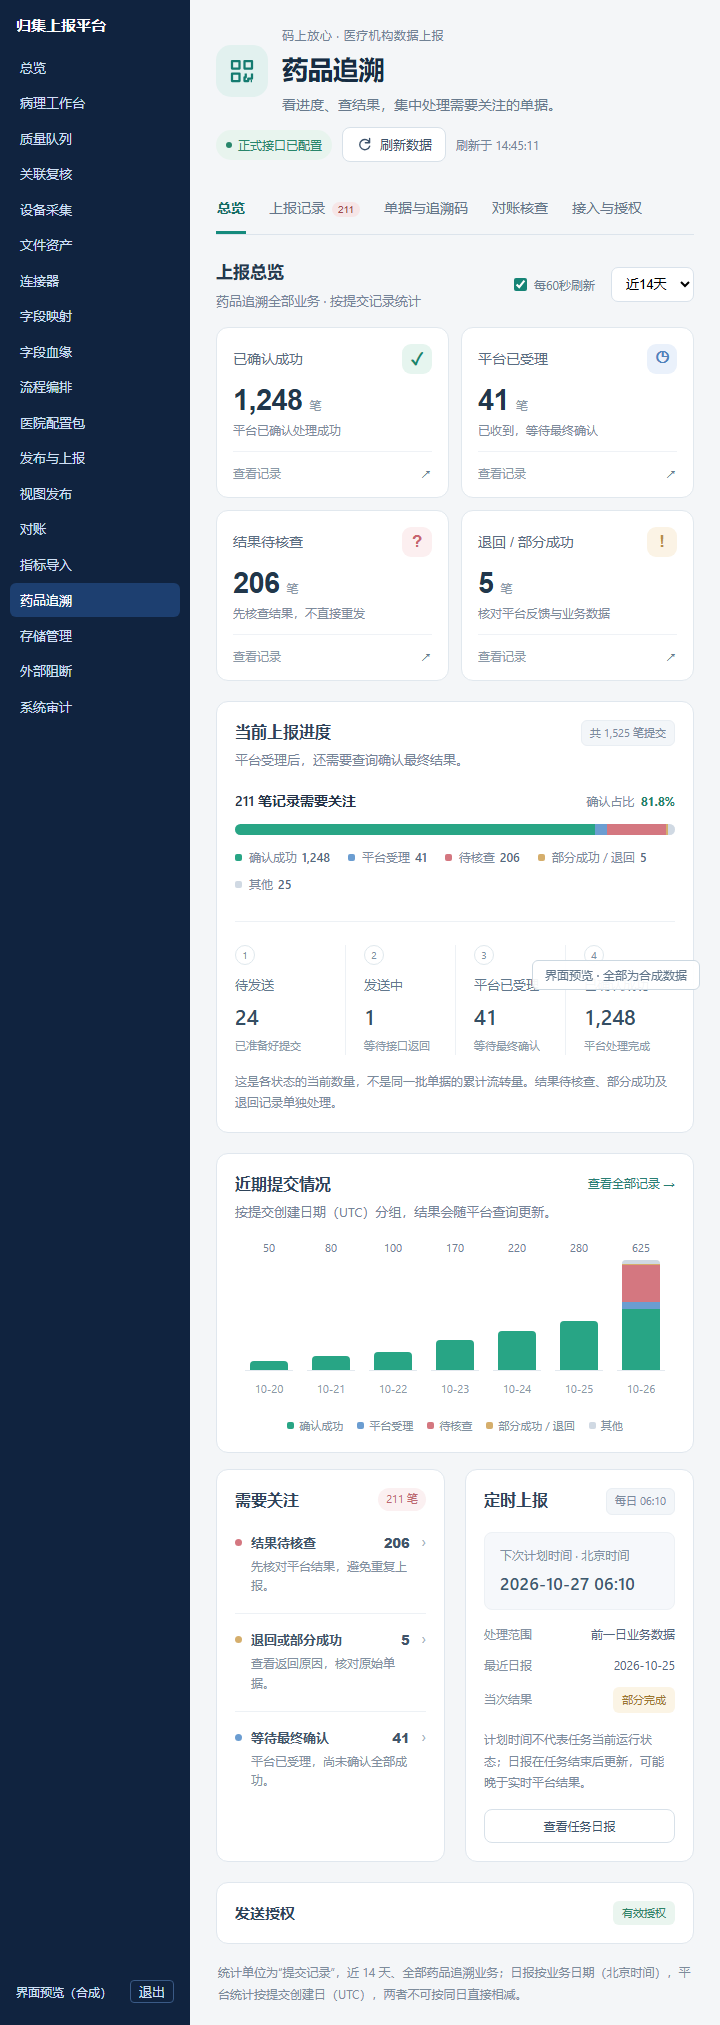 归集上报平台
总览
病理工作台
质量队列
关联复核
设备采集
文件资产
连接器
字段映射
字段血缘
流程编排
医院配置包
发布与上报
视图发布
对账
指标导入
药品追溯
存储管理
外部阻断
系统审计
界面预览（合成）
退出
码上放心 · 医疗机构数据上报
药品追溯
看进度、查结果，集中处理需要关注的单据。
正式接口已配置
刷新数据
刷新于 14:45:11
总览
上报记录 211
单据与追溯码
对账核查
接入与授权
上报总览
药品追溯全部业务 · 按提交记录统计
每60秒刷新
近14天
已确认成功
1,248 笔
平台已确认处理成功
查看记录 ↗
平台已受理
41 笔
已收到，等待最终确认
查看记录 ↗
结果待核查
?
206 笔
先核查结果，不直接重发
查看记录 ↗
退回 / 部分成功
!
5 笔
核对平台反馈与业务数据
查看记录 ↗
当前上报进度
共 1,525 笔提交
平台受理后，还需要查询确认最终结果。
211 笔记录需要关注
确认占比 81.8%
确认成功 1,248
平台受理 41
待核查 206
部分成功 / 退回 5
其他 25
1
待发送
24
已准备好提交
2
发送中
1
等待接口返回
3
平台已受理
41
等待最终确认
4
1,248
平台处理完成
界面预览 · 全部为合成数据
这是各状态的当前数量，不是同一批单据的累计流转量。结果待核查、部分成功及
退回记录单独处理。
近期提交情况
查看全部记录 →
按提交创建日期（UTC）分组，结果会随平台查询更新。
50 80 100 170 220 280 625
10-20 10-21 10-22 10-23 10-24 10-25 10-26
确认成功 平台受理 待核查 部分成功 / 退回 其他
需要关注
211 笔
结果待核查 206 ›
先核对平台结果，避免重复上
报。
退回或部分成功 5 ›
查看返回原因，核对原始单
据。
等待最终确认 41 ›
平台已受理，尚未确认全部成
功。
定时上报
每日 06:10
下次计划时间 · 北京时间
2026-10-27 06:10
处理范围 前一日业务数据
最近日报 2026-10-25
当次结果 部分完成
计划时间不代表任务当前运行状
态；日报在任务结束后更新，可能
晚于实时平台结果。
查看任务日报
发送授权
有效授权
统计单位为“提交记录”，近 14 天、全部药品追溯业务；日报按业务日期（北京时间），平
台统计按提交创建日（UTC），两者不可按同日直接相减。